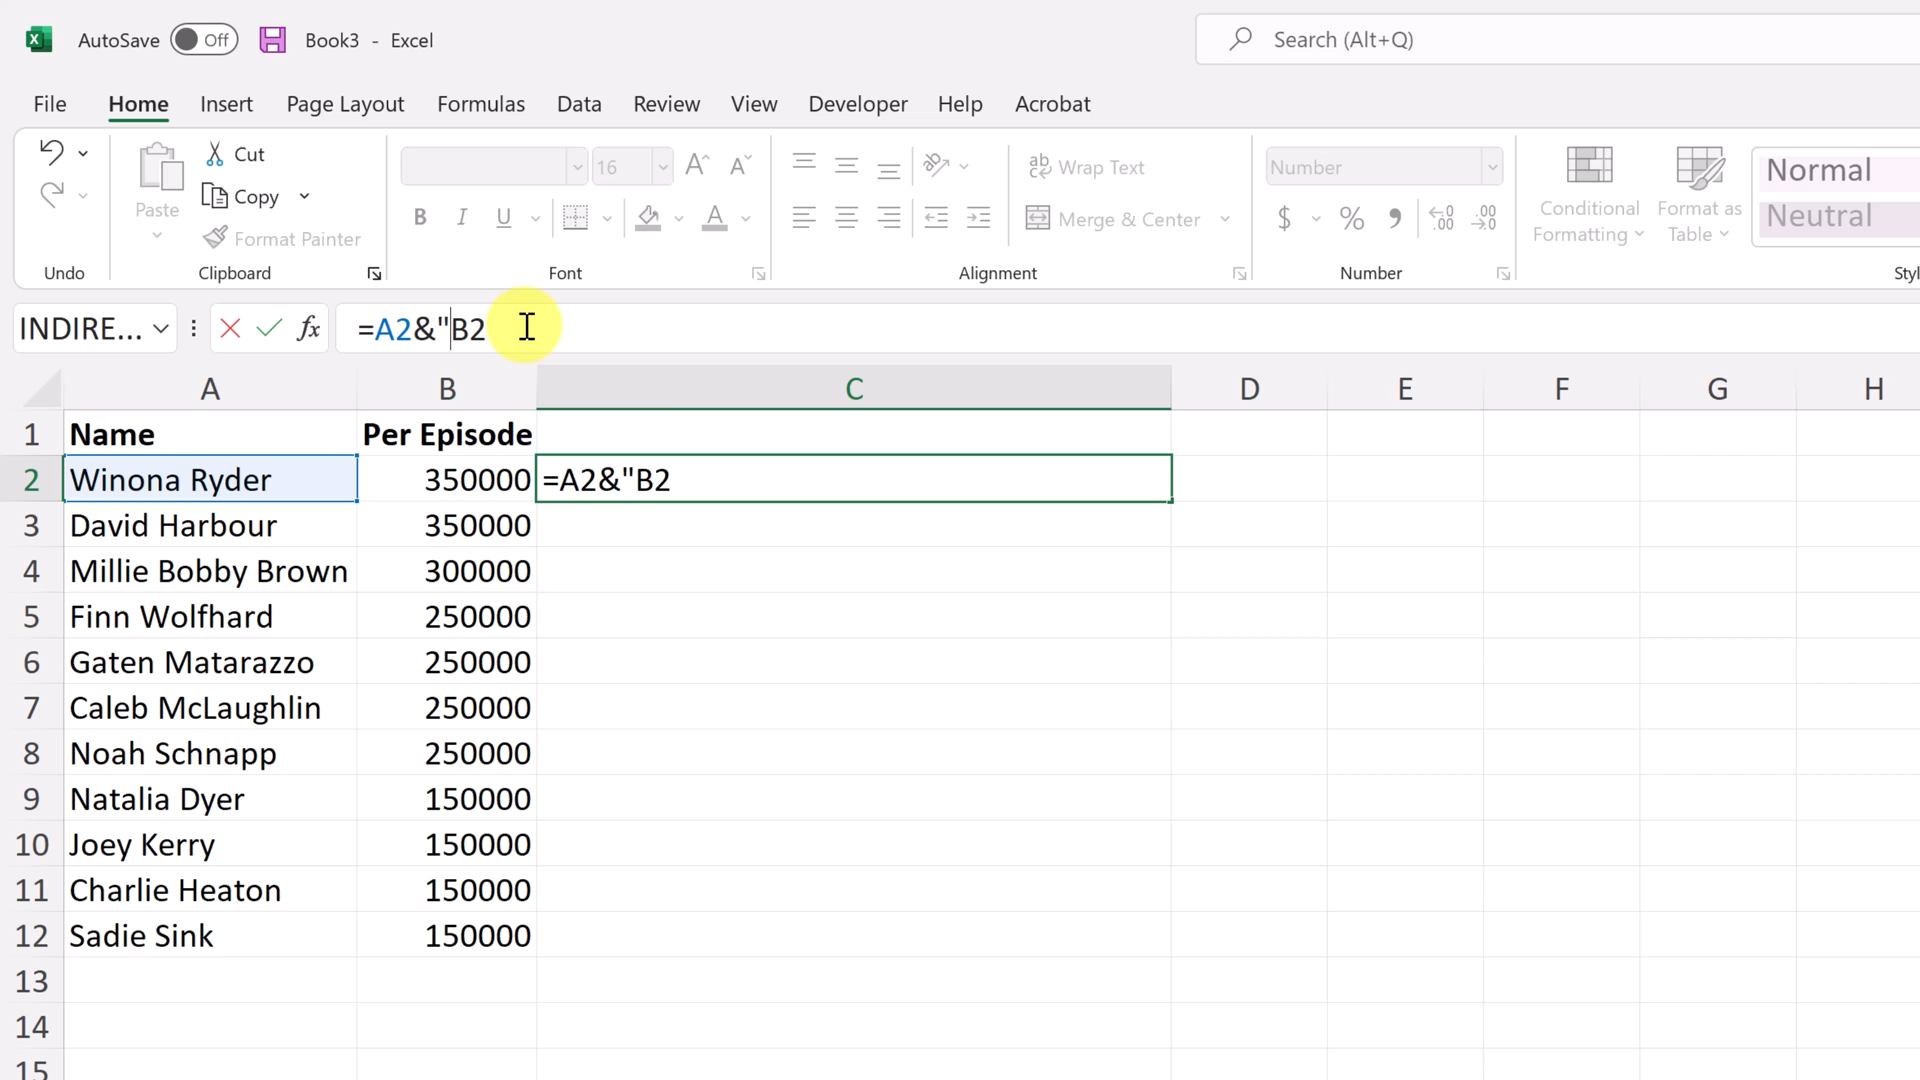 AutoSave Off Book3 - Excel Search (Alt+Q)
File Home Insert Page Layout Formulas Data Review View Developer Help Acrobat
Cut
Copy
Paste
Format Painter
16
Wrap Text
Merge & Center
Number
Conditional Formatting
Format as Table
Normal
Neutral
Undo Clipboard Font Alignment Number Styl
INDIRE... fx =A2&"B2
A B C D E F G H
1 Name Per Episode
2 Winona Ryder 350000 =A2&"B2
3 David Harbour 350000
4 Millie Bobby Brown 300000
5 Finn Wolfhard 250000
6 Gaten Matarazzo 250000
7 Caleb McLaughlin 250000
8 Noah Schnapp 250000
9 Natalia Dyer 150000
10 Joey Kerry 150000
11 Charlie Heaton 150000
12 Sadie Sink 150000
13
14
15